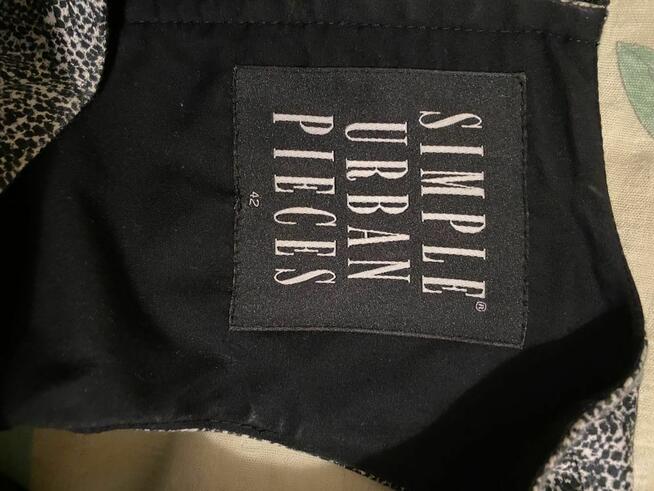 SIMPLE®
URBAN
PIECES
42